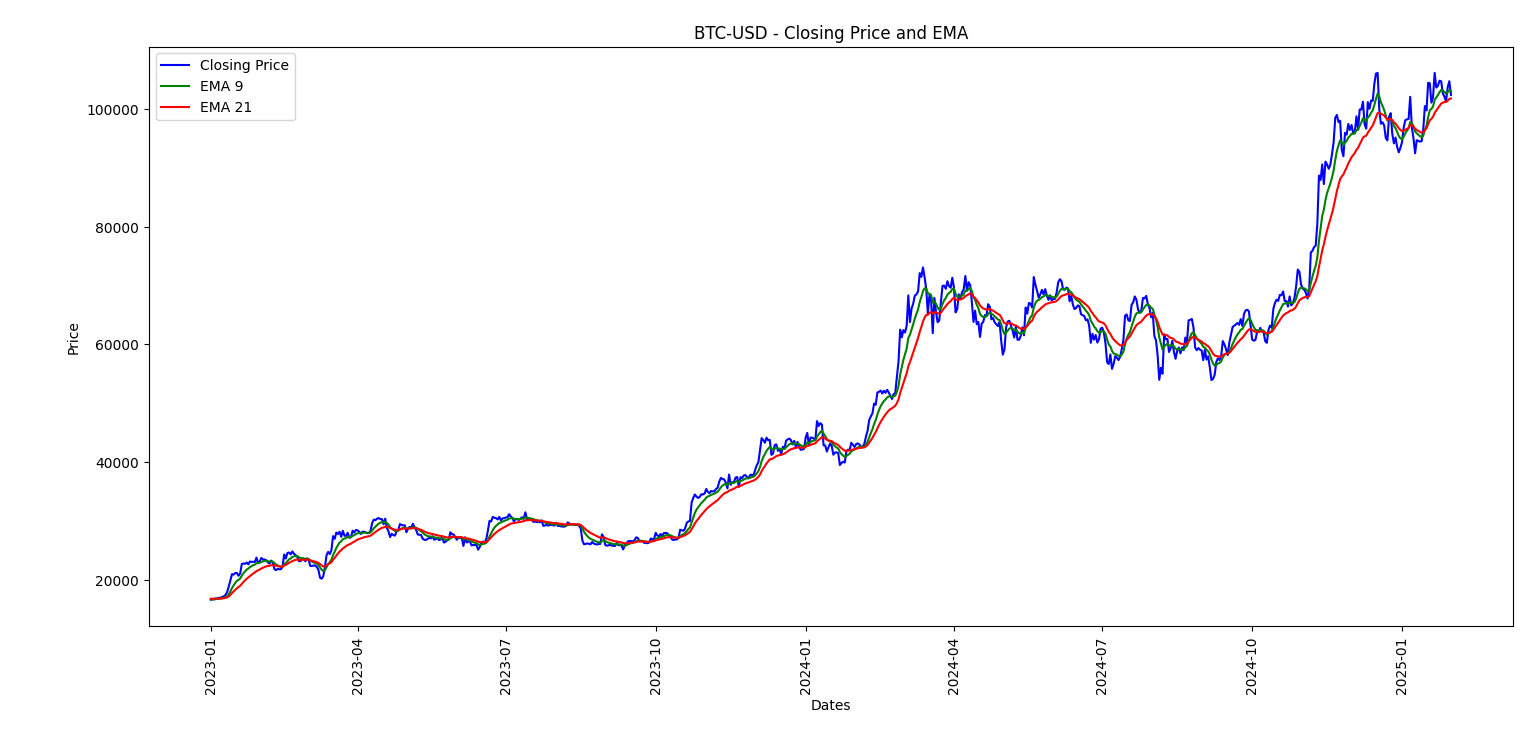 BTC-USD - Closing Price and EMA
Closing Price
EMA 9
EMA 21
Price
100000
80000
60000
40000
20000
2023-01
2023-04
2023-07
2023-10
2024-01
2024-04
2024-07
2024-10
2025-01
Dates